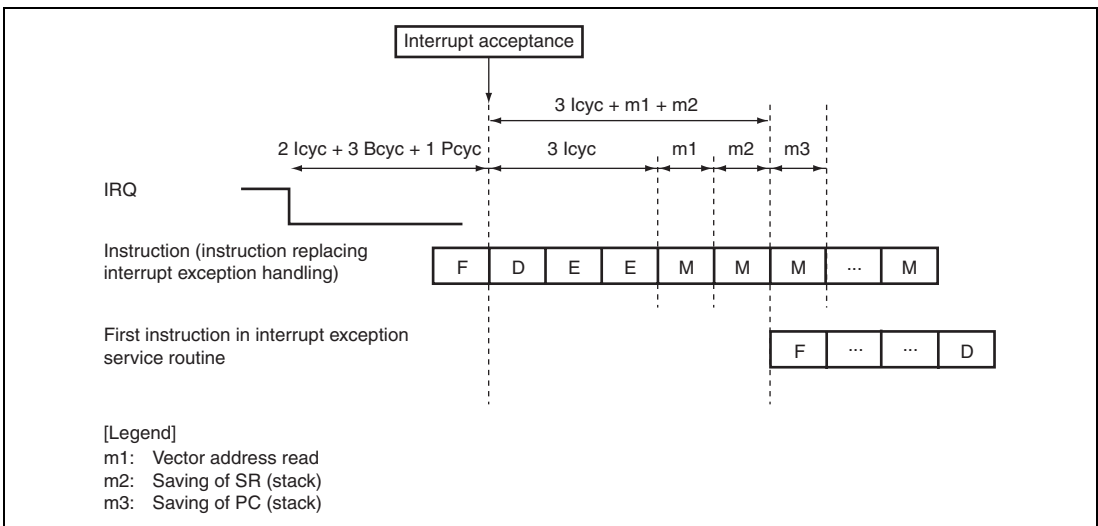 Interrupt acceptance
3 Icyc + m1 + m2
2 Icyc + 3 Bcyc + 1 Pcyc
3 Icyc
m1
m2
m3
IRQ
Instruction (instruction replacing
interrupt exception handling)
F D E E M M M ... M
First instruction in interrupt exception
service routine
F ... ... D
[Legend]
m1: Vector address read
m2: Saving of SR (stack)
m3: Saving of PC (stack)